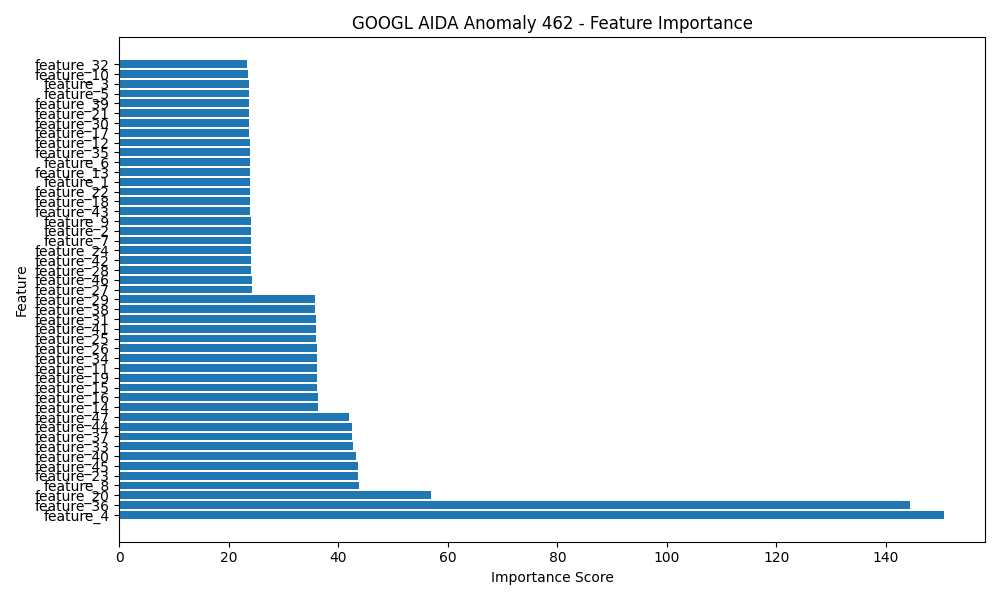 GOOGL AIDA Anomaly 462 - Feature Importance
feature_32
feature_10
feature_3
feature_5
feature_39
feature_21
feature_30
feature_17
feature_12
feature_35
feature_6
feature_13
feature_1
feature_22
feature_18
feature_43
feature_9
feature_2
feature_7
feature_24
feature_42
feature_28
feature_46
feature_27
feature_29
feature_38
feature_31
feature_41
feature_25
feature_26
feature_34
feature_11
feature_19
feature_15
feature_16
feature_14
feature_47
feature_44
feature_37
feature_33
feature_40
feature_45
feature_23
feature_8
feature_20
feature_36
feature_4
Feature
0 20 40 60 80 100 120 140
Importance Score